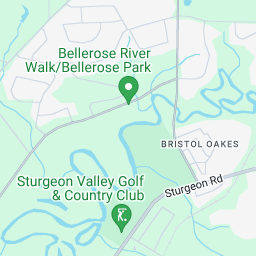 Bellerose River
Walk/Bellerose Park
BRISTOL OAKES
Sturgeon Valley Golf
& Country Club
Sturgeon Rd